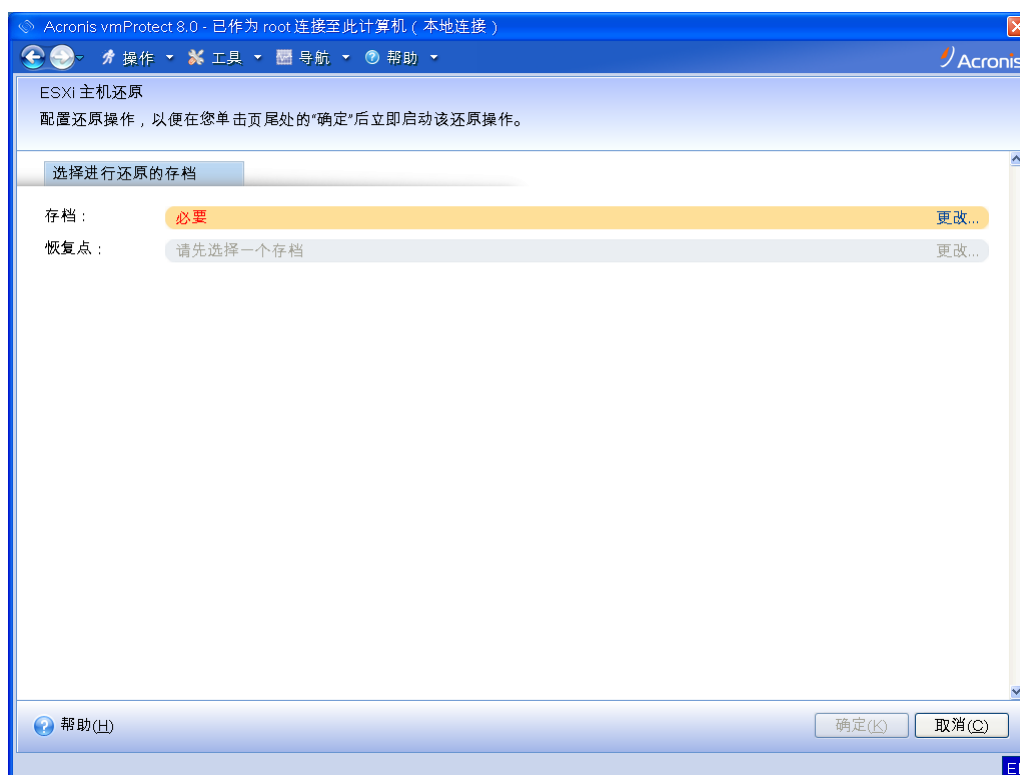 Acronis vmProtect 8.0 - 已作为 root 连接至此计算机（本地连接）
操作 工具 导航 帮助 Acronis
ESXi 主机还原
配置还原操作，以便在您单击页尾处的“确定”后立即启动该还原操作。
选择进行还原的存档
存档： 必要 更改...
恢复点： 请先选择一个存档 更改...
帮助(H) 确定(K) 取消(C)